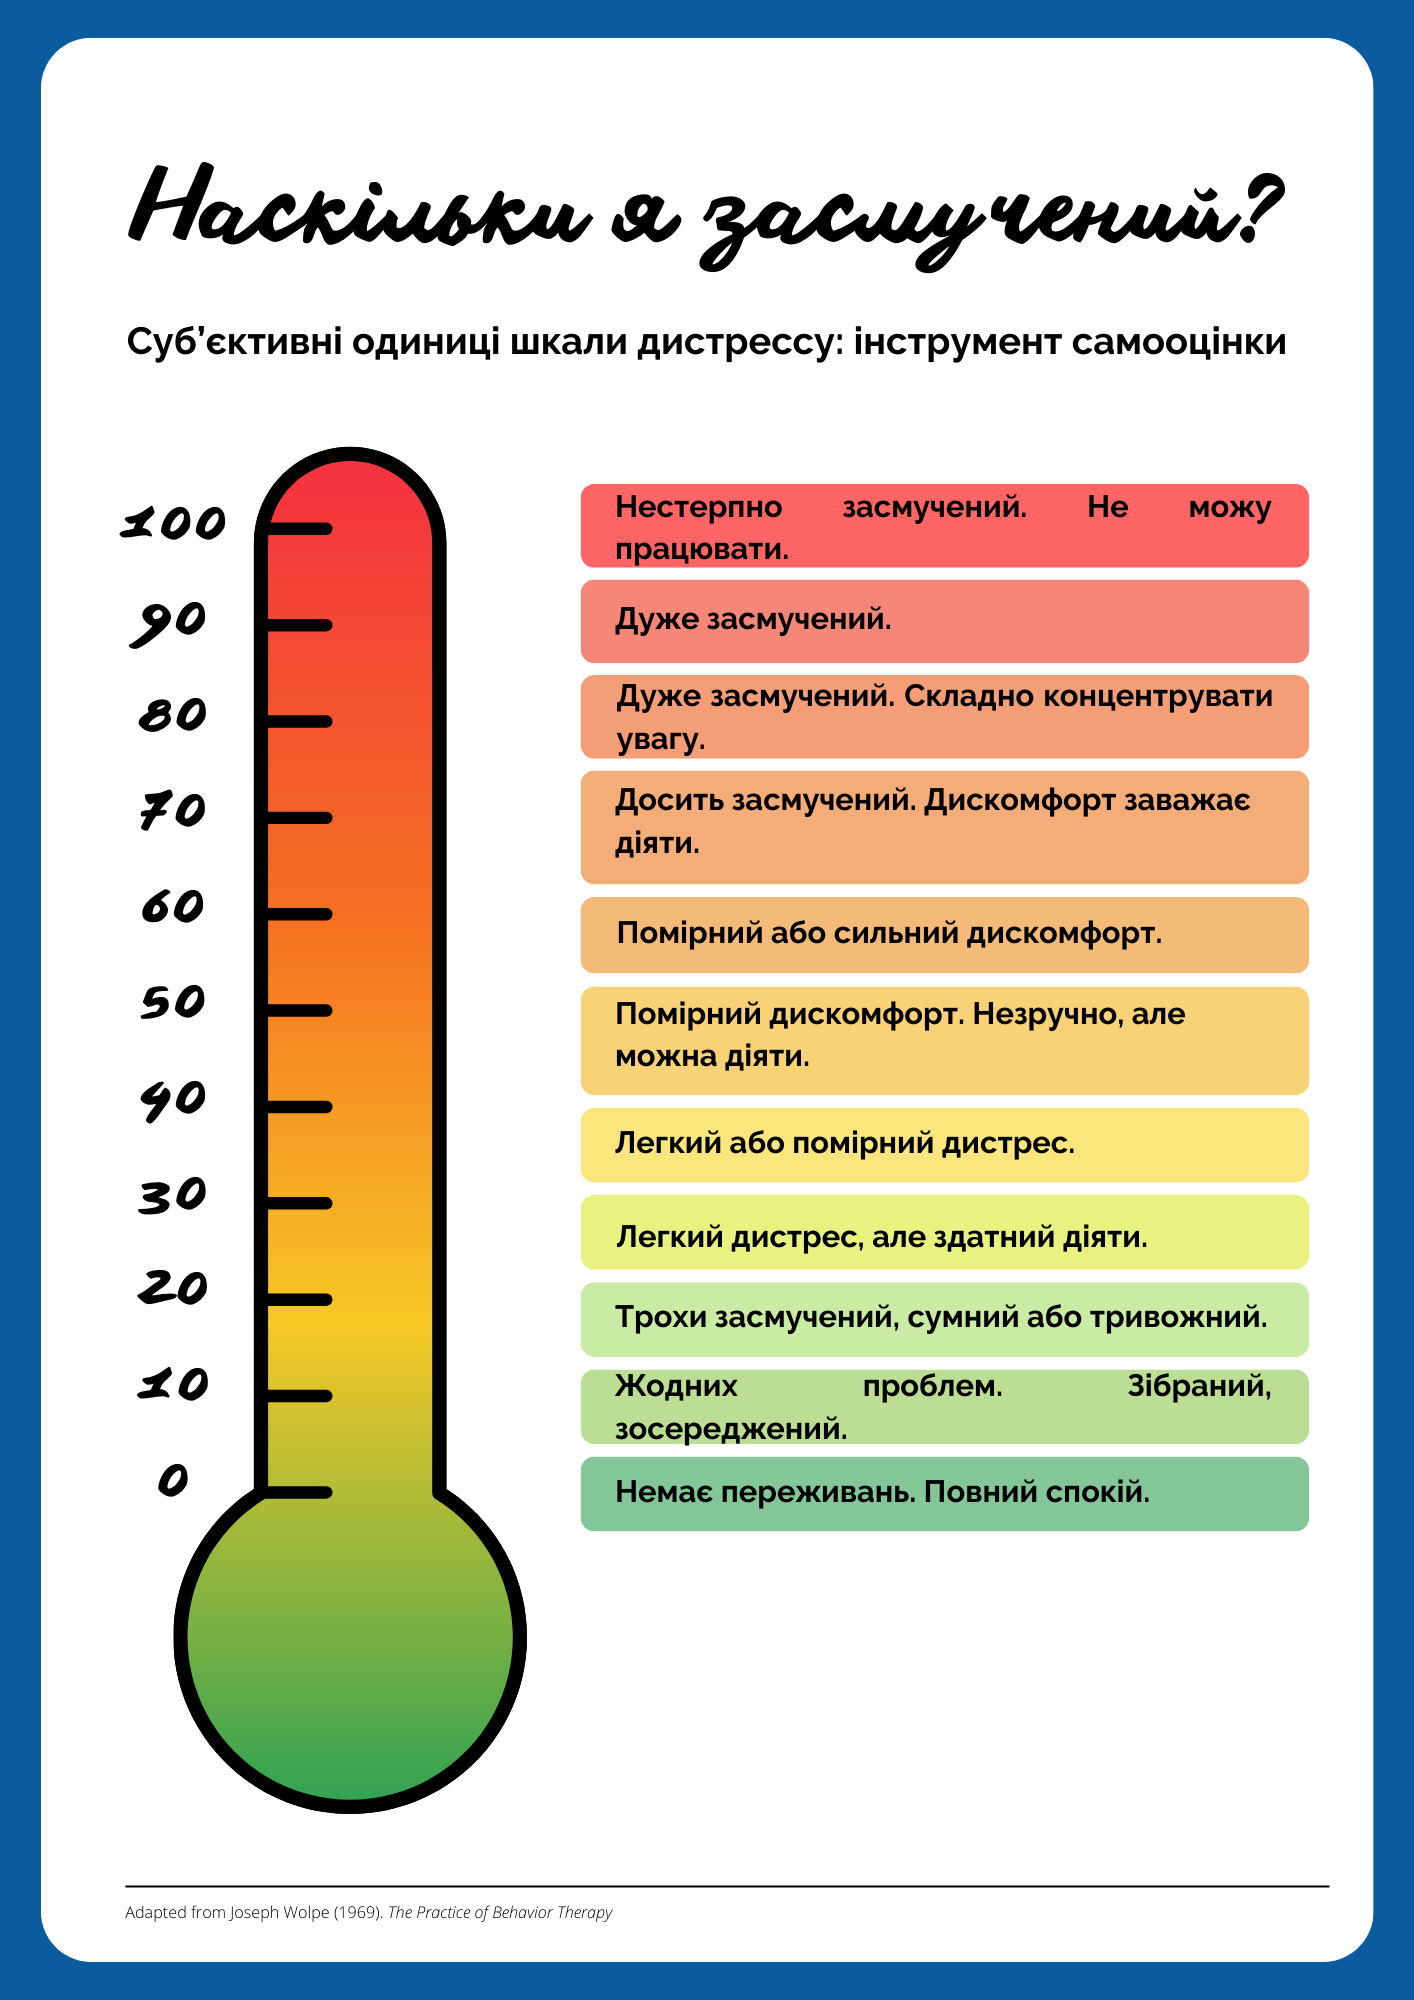 Наскільки я засмучений?
Суб’єктивні одиниці шкали дистрессу: інструмент самооцінки
100
Нестерпно засмучений. Не можу
працювати.
90
Дуже засмучений.
80
Дуже засмучений. Складно концентрувати
увагу.
70
Досить засмучений. Дискомфорт заважає
діяти.
60
Помірний або сильний дискомфорт.
50
Помірний дискомфорт. Незручно, але
можна діяти.
40
Легкий або помірний дистрес.
30
Легкий дистрес, але здатний діяти.
20
Трохи засмучений, сумний або тривожний.
10
Жодних проблем. Зібраний,
зосереджений.
0
Немає переживань. Повний спокій.
Adapted from Joseph Wolpe (1969). The Practice of Behavior Therapy